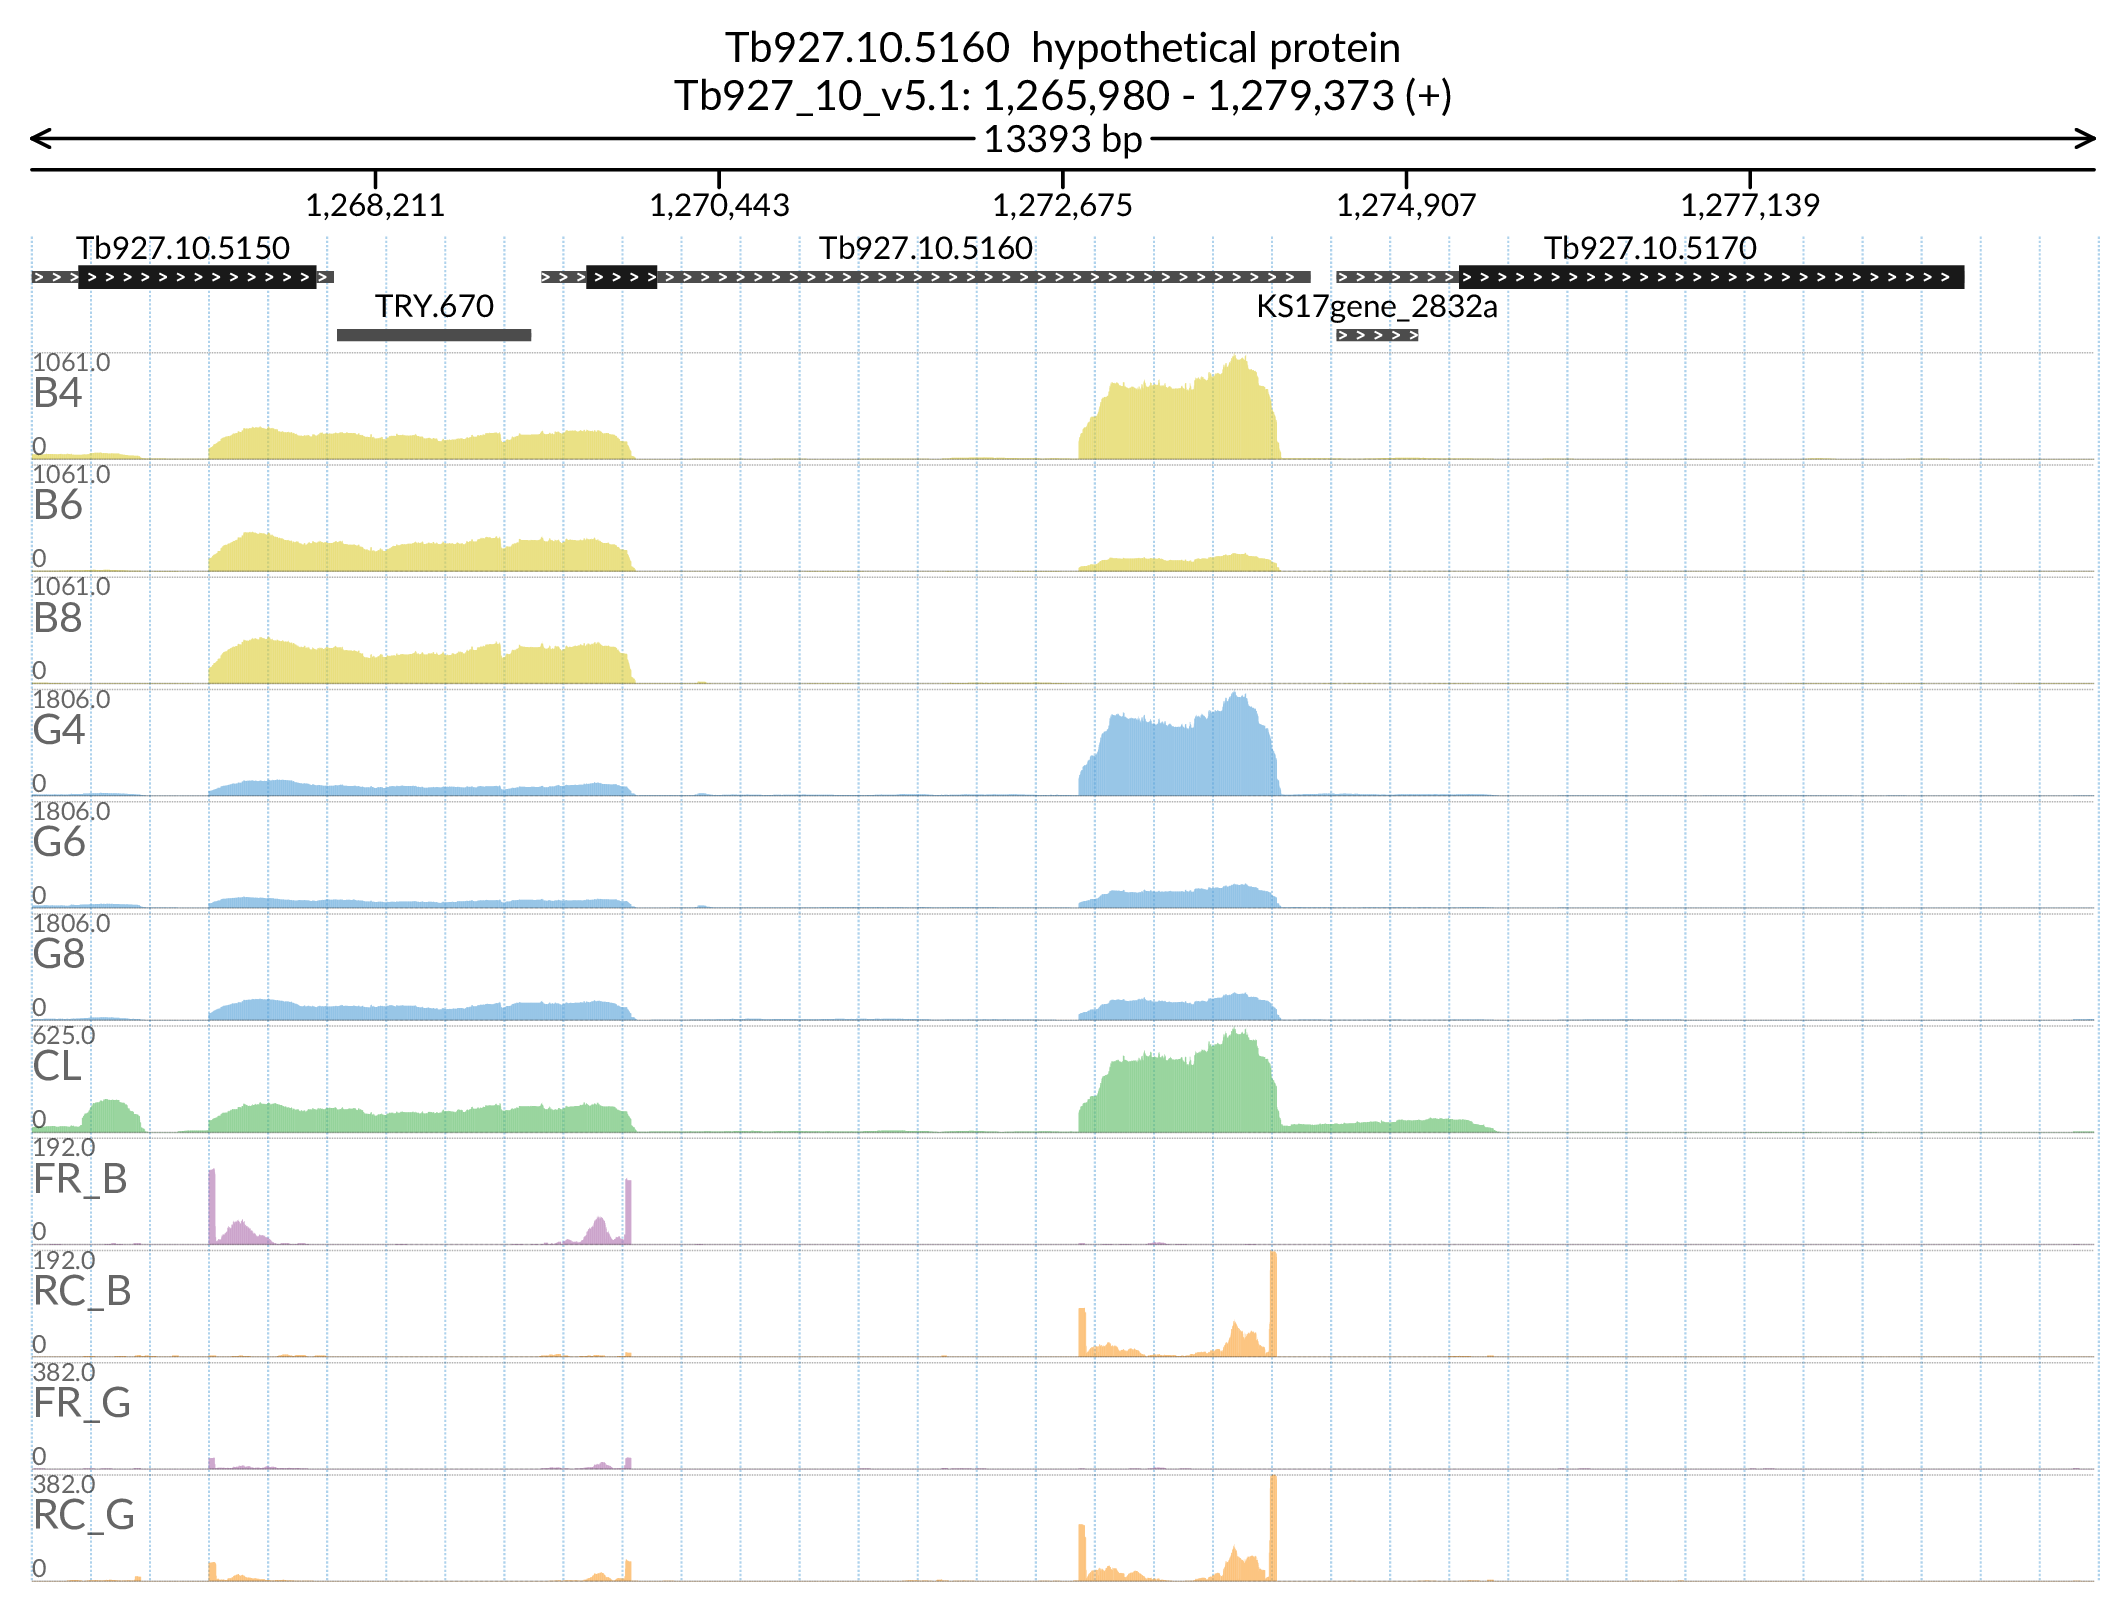 Tb927.10.5160 hypothetical protein
Tb927_10_v5.1: 1,265,980 - 1,279,373 (+)
13393 bp
1,268,211 1,270,443 1,272,675 1,274,907 1,277,139
Tb927.10.5150 Tb927.10.5160 Tb927.10.5170
TRY.670 KS17gene_2832a
1061.0
B4
0
1061.0
B6
0
1061.0
B8
0
1806.0
G4
0
1806.0
G6
0
1806.0
G8
0
625.0
CL
0
192.0
FR_B
0
192.0
RC_B
0
382.0
FR_G
0
382.0
RC_G
0